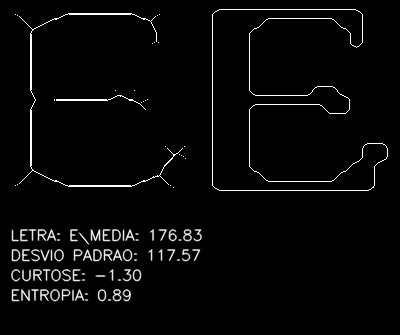 E E
LETRA: E\MEDIA: 176.83
DESVIO PADRAO: 117.57
CURTOSE: -1.30
ENTROPIA: 0.89